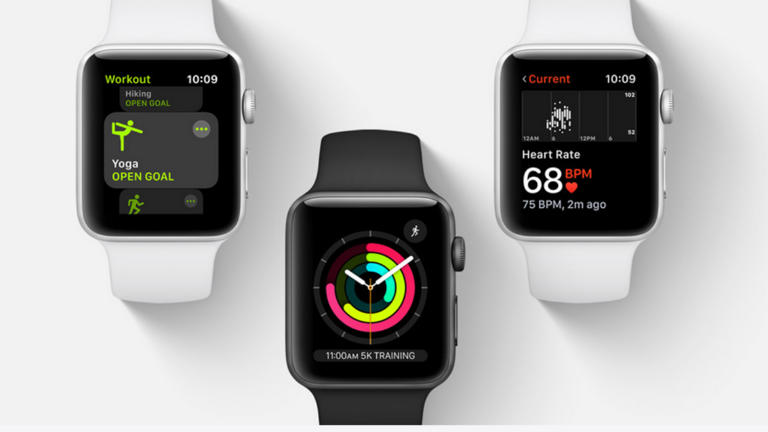 Workout 10:09
Hiking
OPEN GOAL
Yoga
OPEN GOAL
11:00AM 5K TRAINING
‹ Current 10:09
102
52
12AM 6 12PM 6
Heart Rate
68 BPM
75 BPM, 2m ago